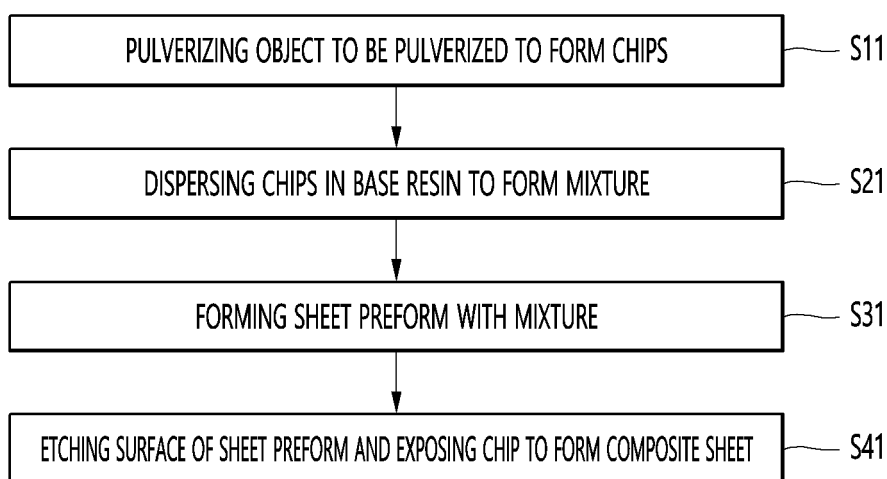 PULVERIZING OBJECT TO BE PULVERIZED TO FORM CHIPS S11
DISPERSING CHIPS IN BASE RESIN TO FORM MIXTURE S21
FORMING SHEET PREFORM WITH MIXTURE S31
ETCHING SURFACE OF SHEET PREFORM AND EXPOSING CHIP TO FORM COMPOSITE SHEET S41